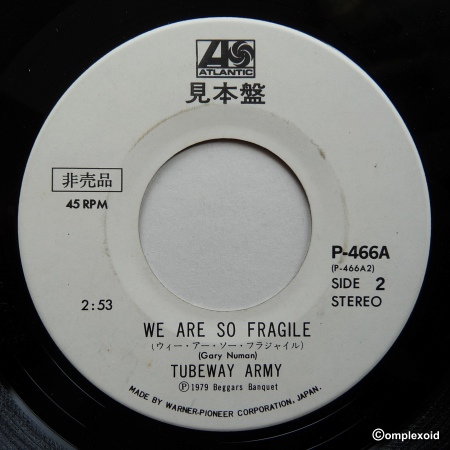 ATLANTIC
見本盤
非売品
45 RPM
P-466A
(P-466A2)
2:53
SIDE 2
STEREO
WE ARE SO FRAGILE
(ウィー・アー・ソー・フラジャイル)
(Gary Numan)
TUBEWAY ARMY
Ⓟ1979 Beggars Banquet
MADE BY WARNER-PIONEER CORPORATION, JAPAN.
©omplexoid